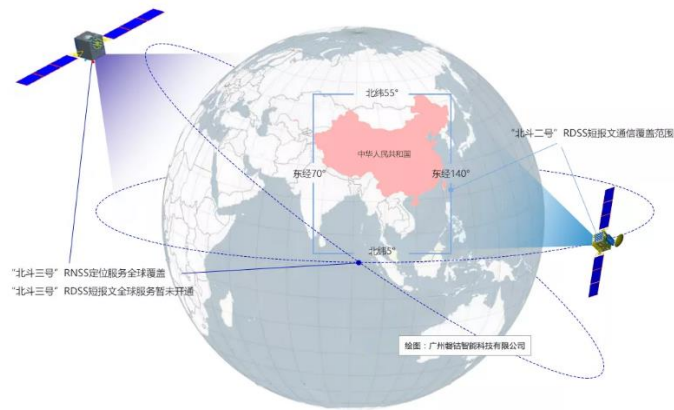 北纬55°
"北斗二号"RDSS短报文通信覆盖范围
中华人民共和国
东经70°
东经140°
北纬5°
"北斗三号"RNSS定位服务全球覆盖
"北斗三号"RDSS短报文全球服务暂未开通
绘图：广州磐钴智能科技有限公司